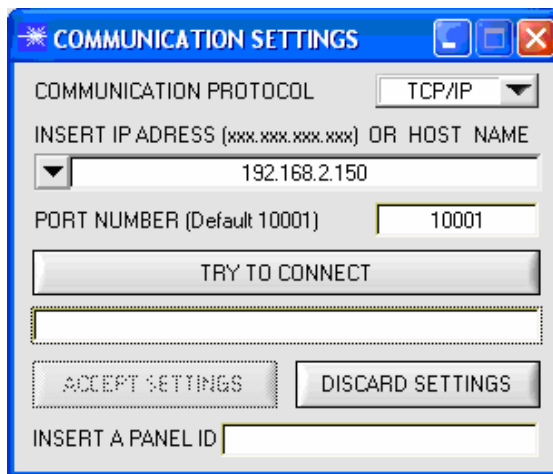 COMMUNICATION SETTINGS
COMMUNICATION PROTOCOL TCP/IP
INSERT IP ADRESS (xxx.xxx.xxx.xxx) OR HOST NAME
192.168.2.150
PORT NUMBER (Default 10001) 10001
TRY TO CONNECT
ACCEPT SETTINGS DISCARD SETTINGS
INSERT A PANEL ID